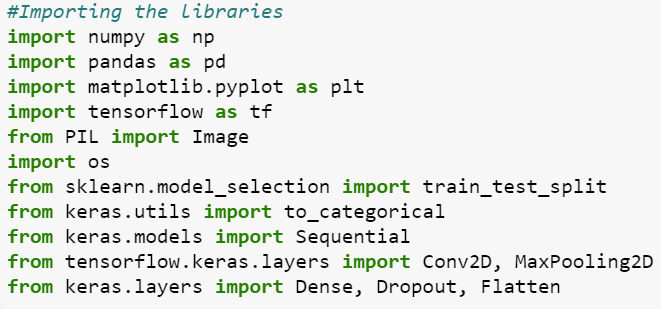 #Importing the libraries
import numpy as np
import pandas as pd
import matplotlib.pyplot as plt
import tensorflow as tf
from PIL import Image
import os
from sklearn.model_selection import train_test_split
from keras.utils import to_categorical
from keras.models import Sequential
from tensorflow.keras.layers import Conv2D, MaxPooling2D
from keras.layers import Dense, Dropout, Flatten